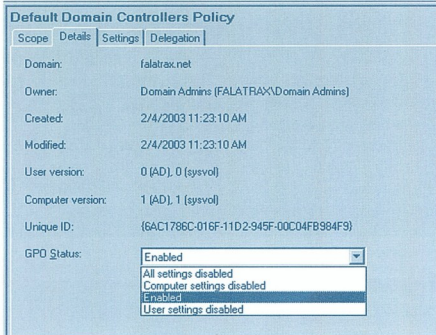 Default Domain Controllers Policy
Scope Details Settings Delegation
Domain: falatrax.net
Owner: Domain Admins (FALATRAX\Domain Admins)
Created: 2/4/2003 11:23:10 AM
Modified: 2/4/2003 11:23:10 AM
User version: 0 (AD), 0 (sysvol)
Computer version: 1 (AD), 1 (sysvol)
Unique ID: {6AC1786C-016F-11D2-945F-00C04FB984F9}
GPO Status: Enabled
All settings disabled
Computer settings disabled
Enabled
User settings disabled